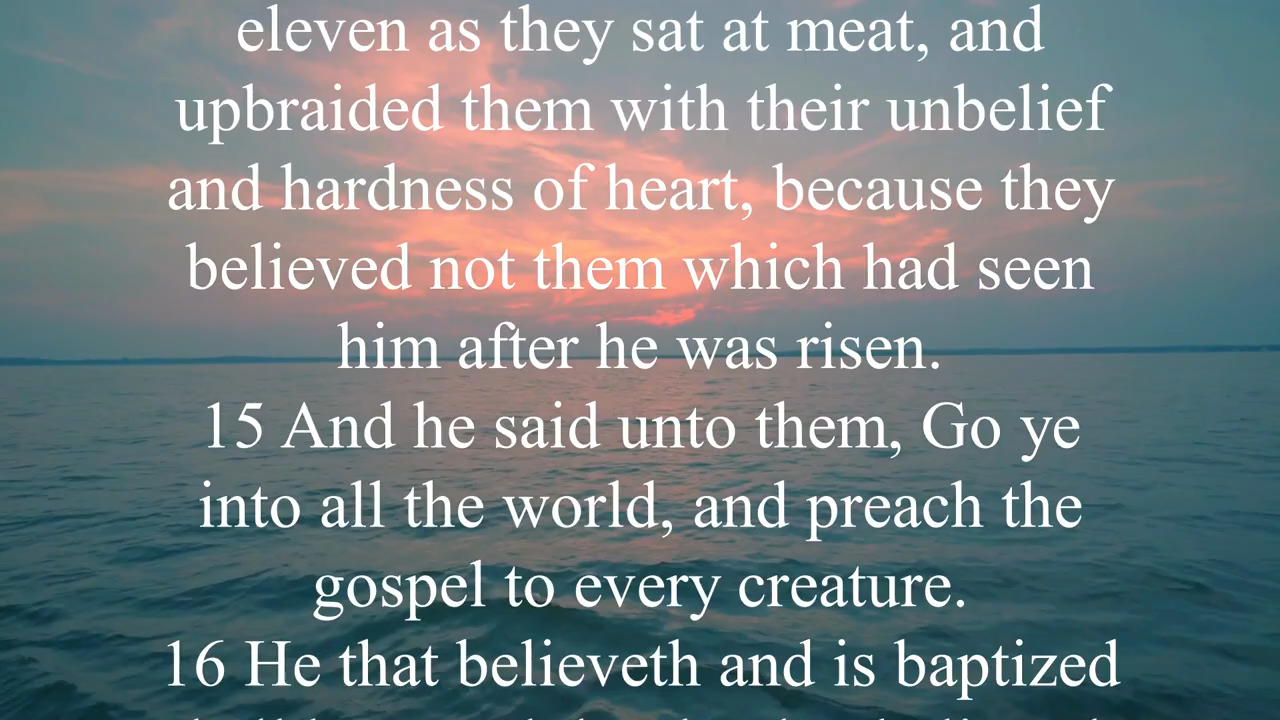 eleven as they sat at meat, and
upbraided them with their unbelief
and hardness of heart, because they
believed not them which had seen
him after he was risen.
15 And he said unto them, Go ye
into all the world, and preach the
gospel to every creature.
16 He that believeth and is baptized